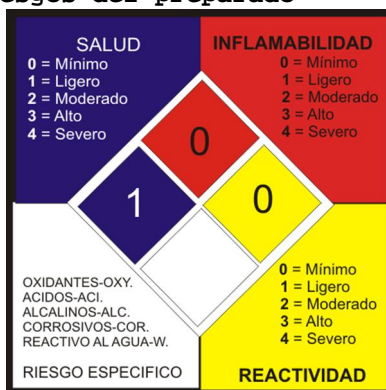 del preparado
SALUD
0 = Mínimo
1 = Ligero
2 = Moderado
3 = Alto
4 = Severo
INFLAMABILIDAD
0 = Mínimo
1 = Ligero
2 = Moderado
3 = Alto
4 = Severo
0
1
0
OXIDANTES-OXY.
ACIDOS-ACI.
ALCALINOS-ALC.
CORROSIVOS-COR.
REACTIVO AL AGUA-W.
RIESGO ESPECIFICO
0 = Mínimo
1 = Ligero
2 = Moderado
3 = Alto
4 = Severo
REACTIVIDAD